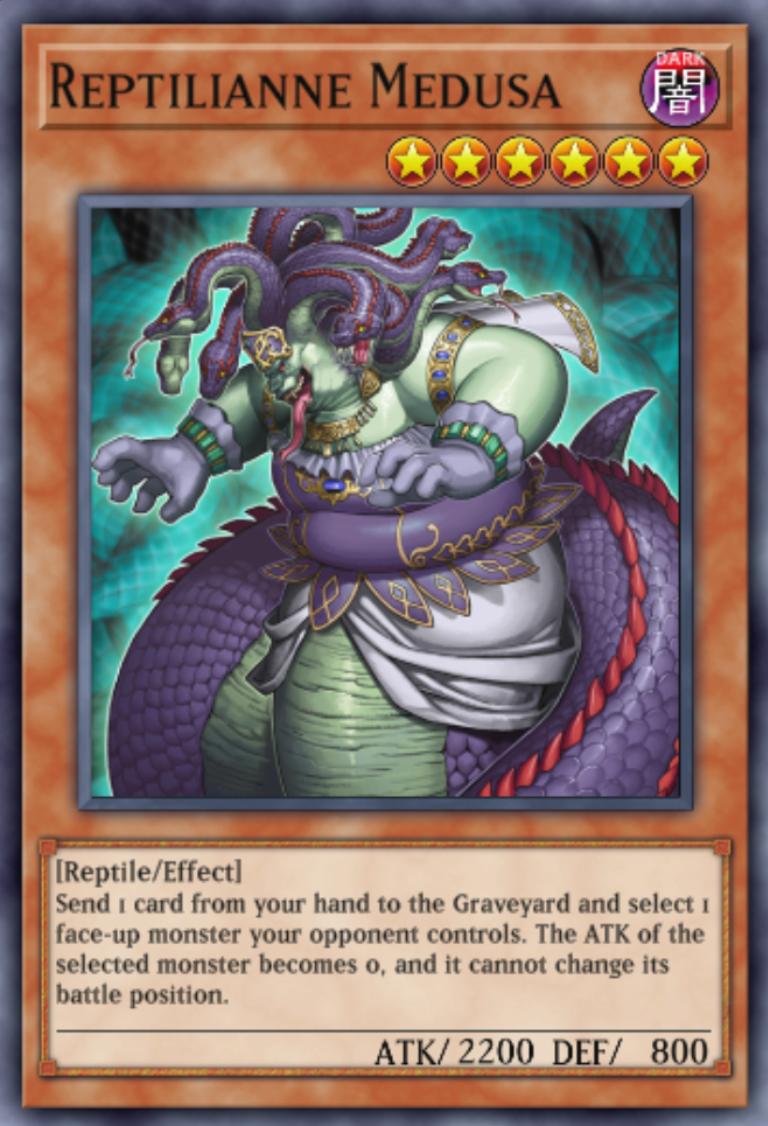 Reptilianne Medusa
DARK
闇
[Reptile/Effect]
Send 1 card from your hand to the Graveyard and select 1
face-up monster your opponent controls. The ATK of the
selected monster becomes 0, and it cannot change its
battle position.
ATK/ 2200 DEF/ 800